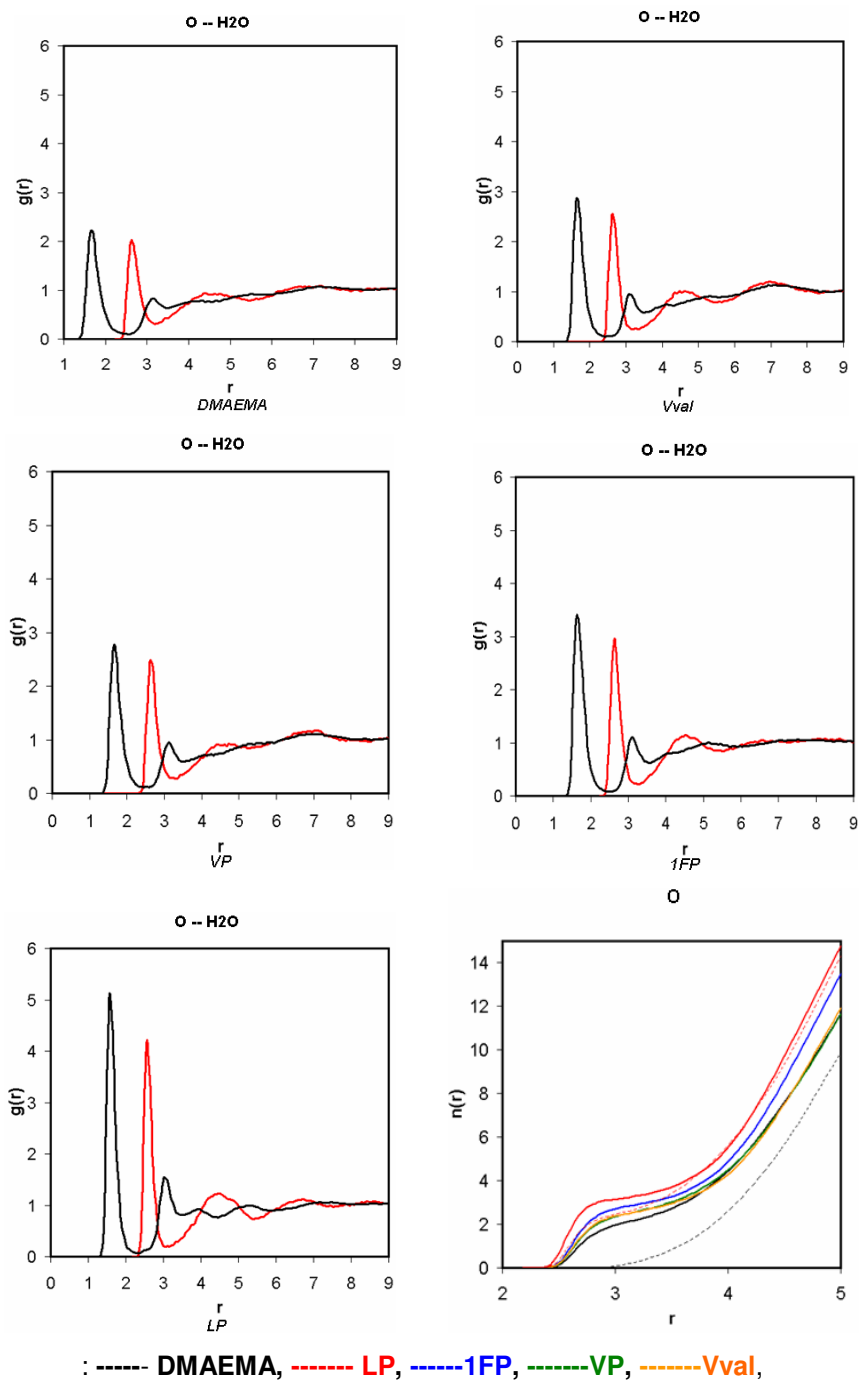 O -- H2O
g(r)
6
5
4
3
2
1
0
1 2 3 4 5 6 7 8 9
r
DMAEMA
O -- H2O
g(r)
6
5
4
3
2
1
0
0 1 2 3 4 5 6 7 8 9
r
Vval
O -- H2O
g(r)
6
5
4
3
2
1
0
0 1 2 3 4 5 6 7 8 9
r
VP
O -- H2O
g(r)
6
5
4
3
2
1
0
0 1 2 3 4 5 6 7 8 9
r
1FP
O -- H2O
g(r)
6
5
4
3
2
1
0
0 1 2 3 4 5 6 7 8 9
r
LP
O
n(r)
14
12
10
8
6
4
2
0
2 3 4 5
r
: ------ DMAEMA, ------- LP, ------1FP, -------VP, -------Vval,